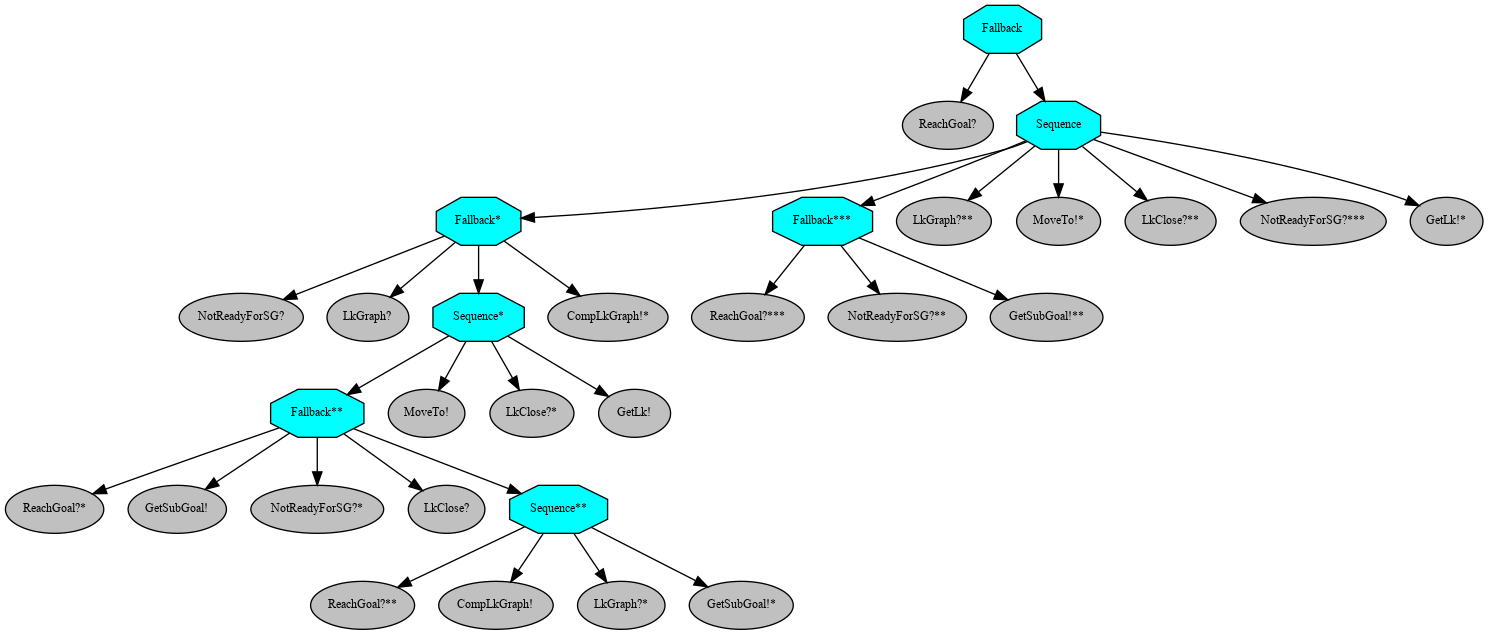 Fallback
ReachGoal?
Sequence
Fallback*
Fallback***
LkGraph?**
MoveTo!*
LkClose?**
NotReadyForSG?***
GetLk!*
NotReadyForSG?
LkGraph?
Sequence*
CompLkGraph!*
ReachGoal?***
NotReadyForSG?**
GetSubGoal!**
Fallback**
MoveTo!
LkClose?*
GetLk!
ReachGoal?*
GetSubGoal!
NotReadyForSG?*
LkClose?
Sequence**
ReachGoal?**
CompLkGraph!
LkGraph?*
GetSubGoal!*